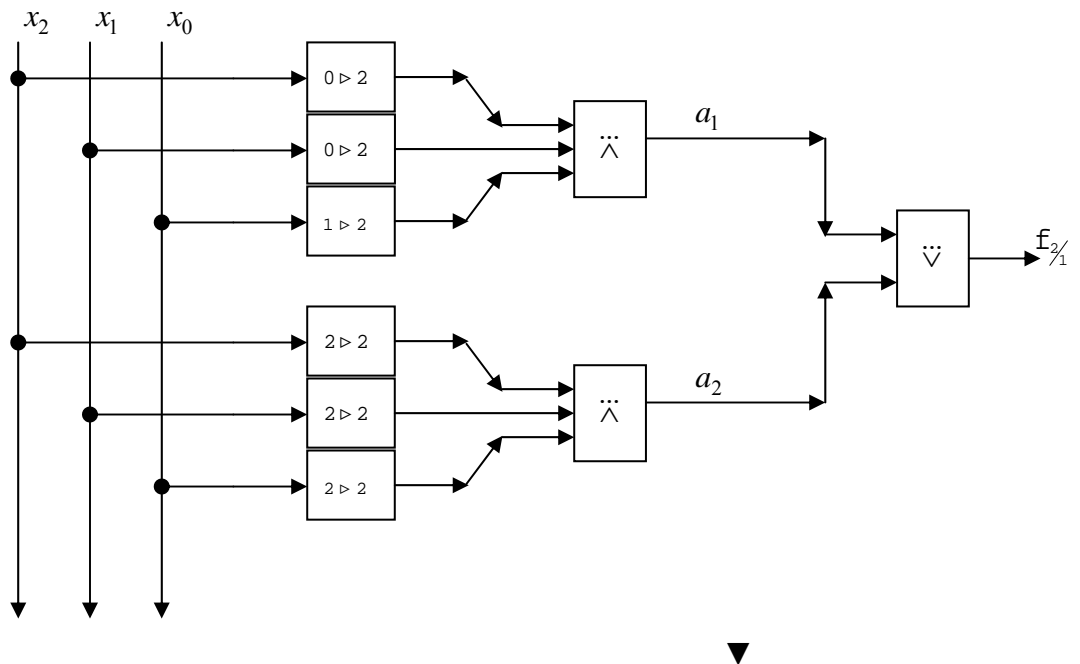 x₂ x₁ x₀
0 ▷ 2
0 ▷ 2
1 ▷ 2
⩑
a₁
⩒
f₂⁄₁
2 ▷ 2
2 ▷ 2
2 ▷ 2
⩑
a₂